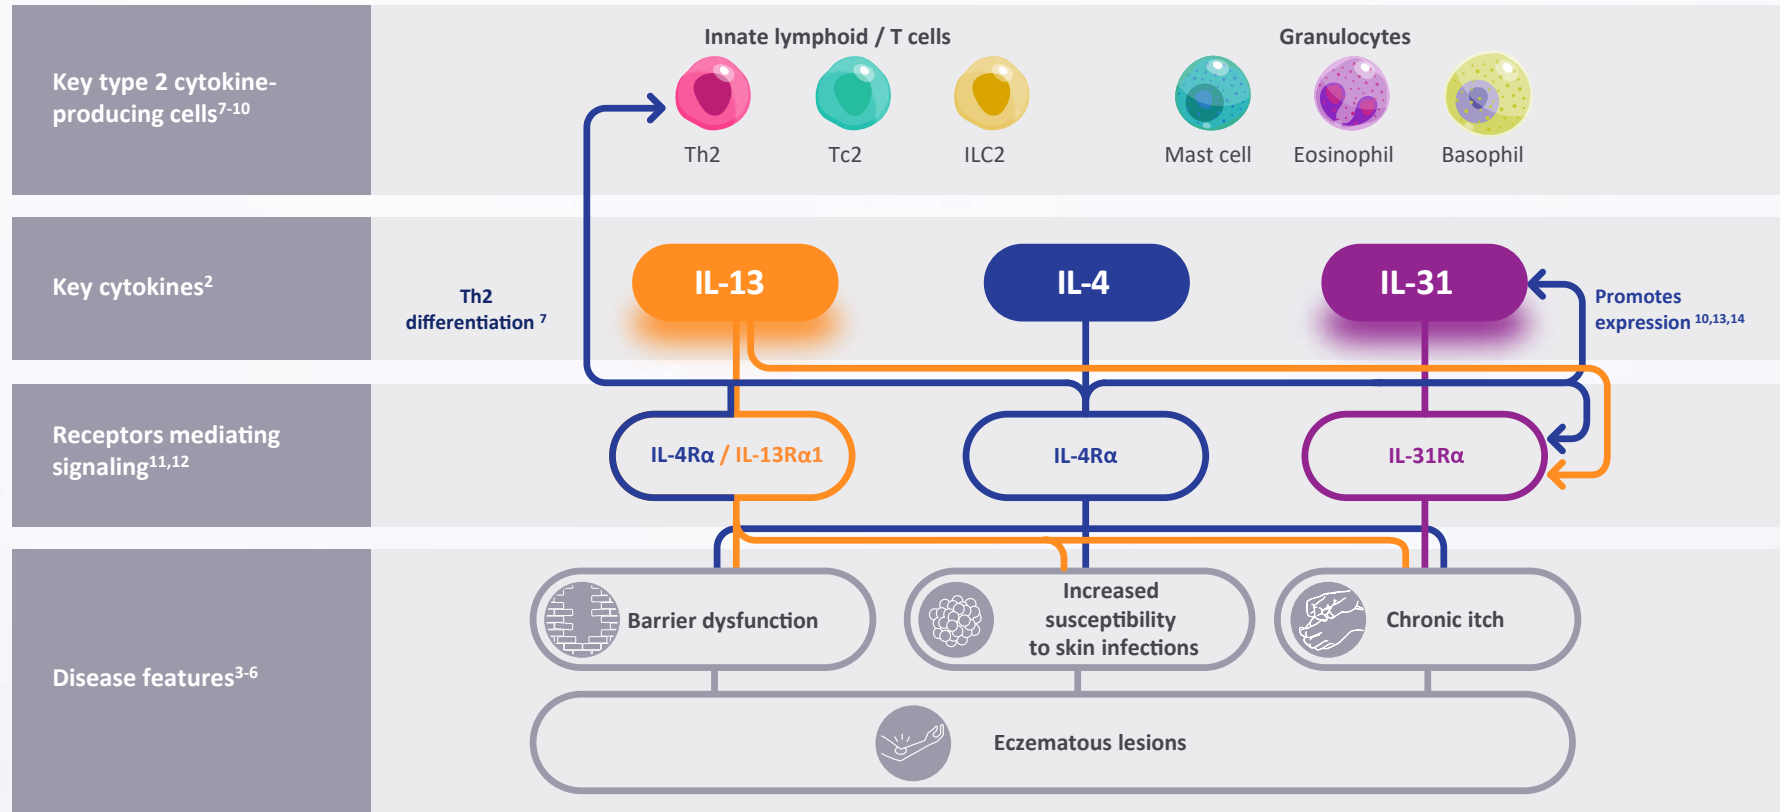 Innate lymphoid / T cells
Granulocytes
Key type 2 cytokine-
producing cells7-10
Th2
Tc2
ILC2
Mast cell
Eosinophil
Basophil
Key cytokines2
Th2
differentiation 7
IL-13
IL-4
IL-31
Promotes
expression 10,13,14
Receptors mediating
signaling11,12
IL-4Rα / IL-13Rα1
IL-4Rα
IL-31Rα
Disease features3-6
Barrier dysfunction
Increased
susceptibility
to skin infections
Chronic itch
Eczematous lesions